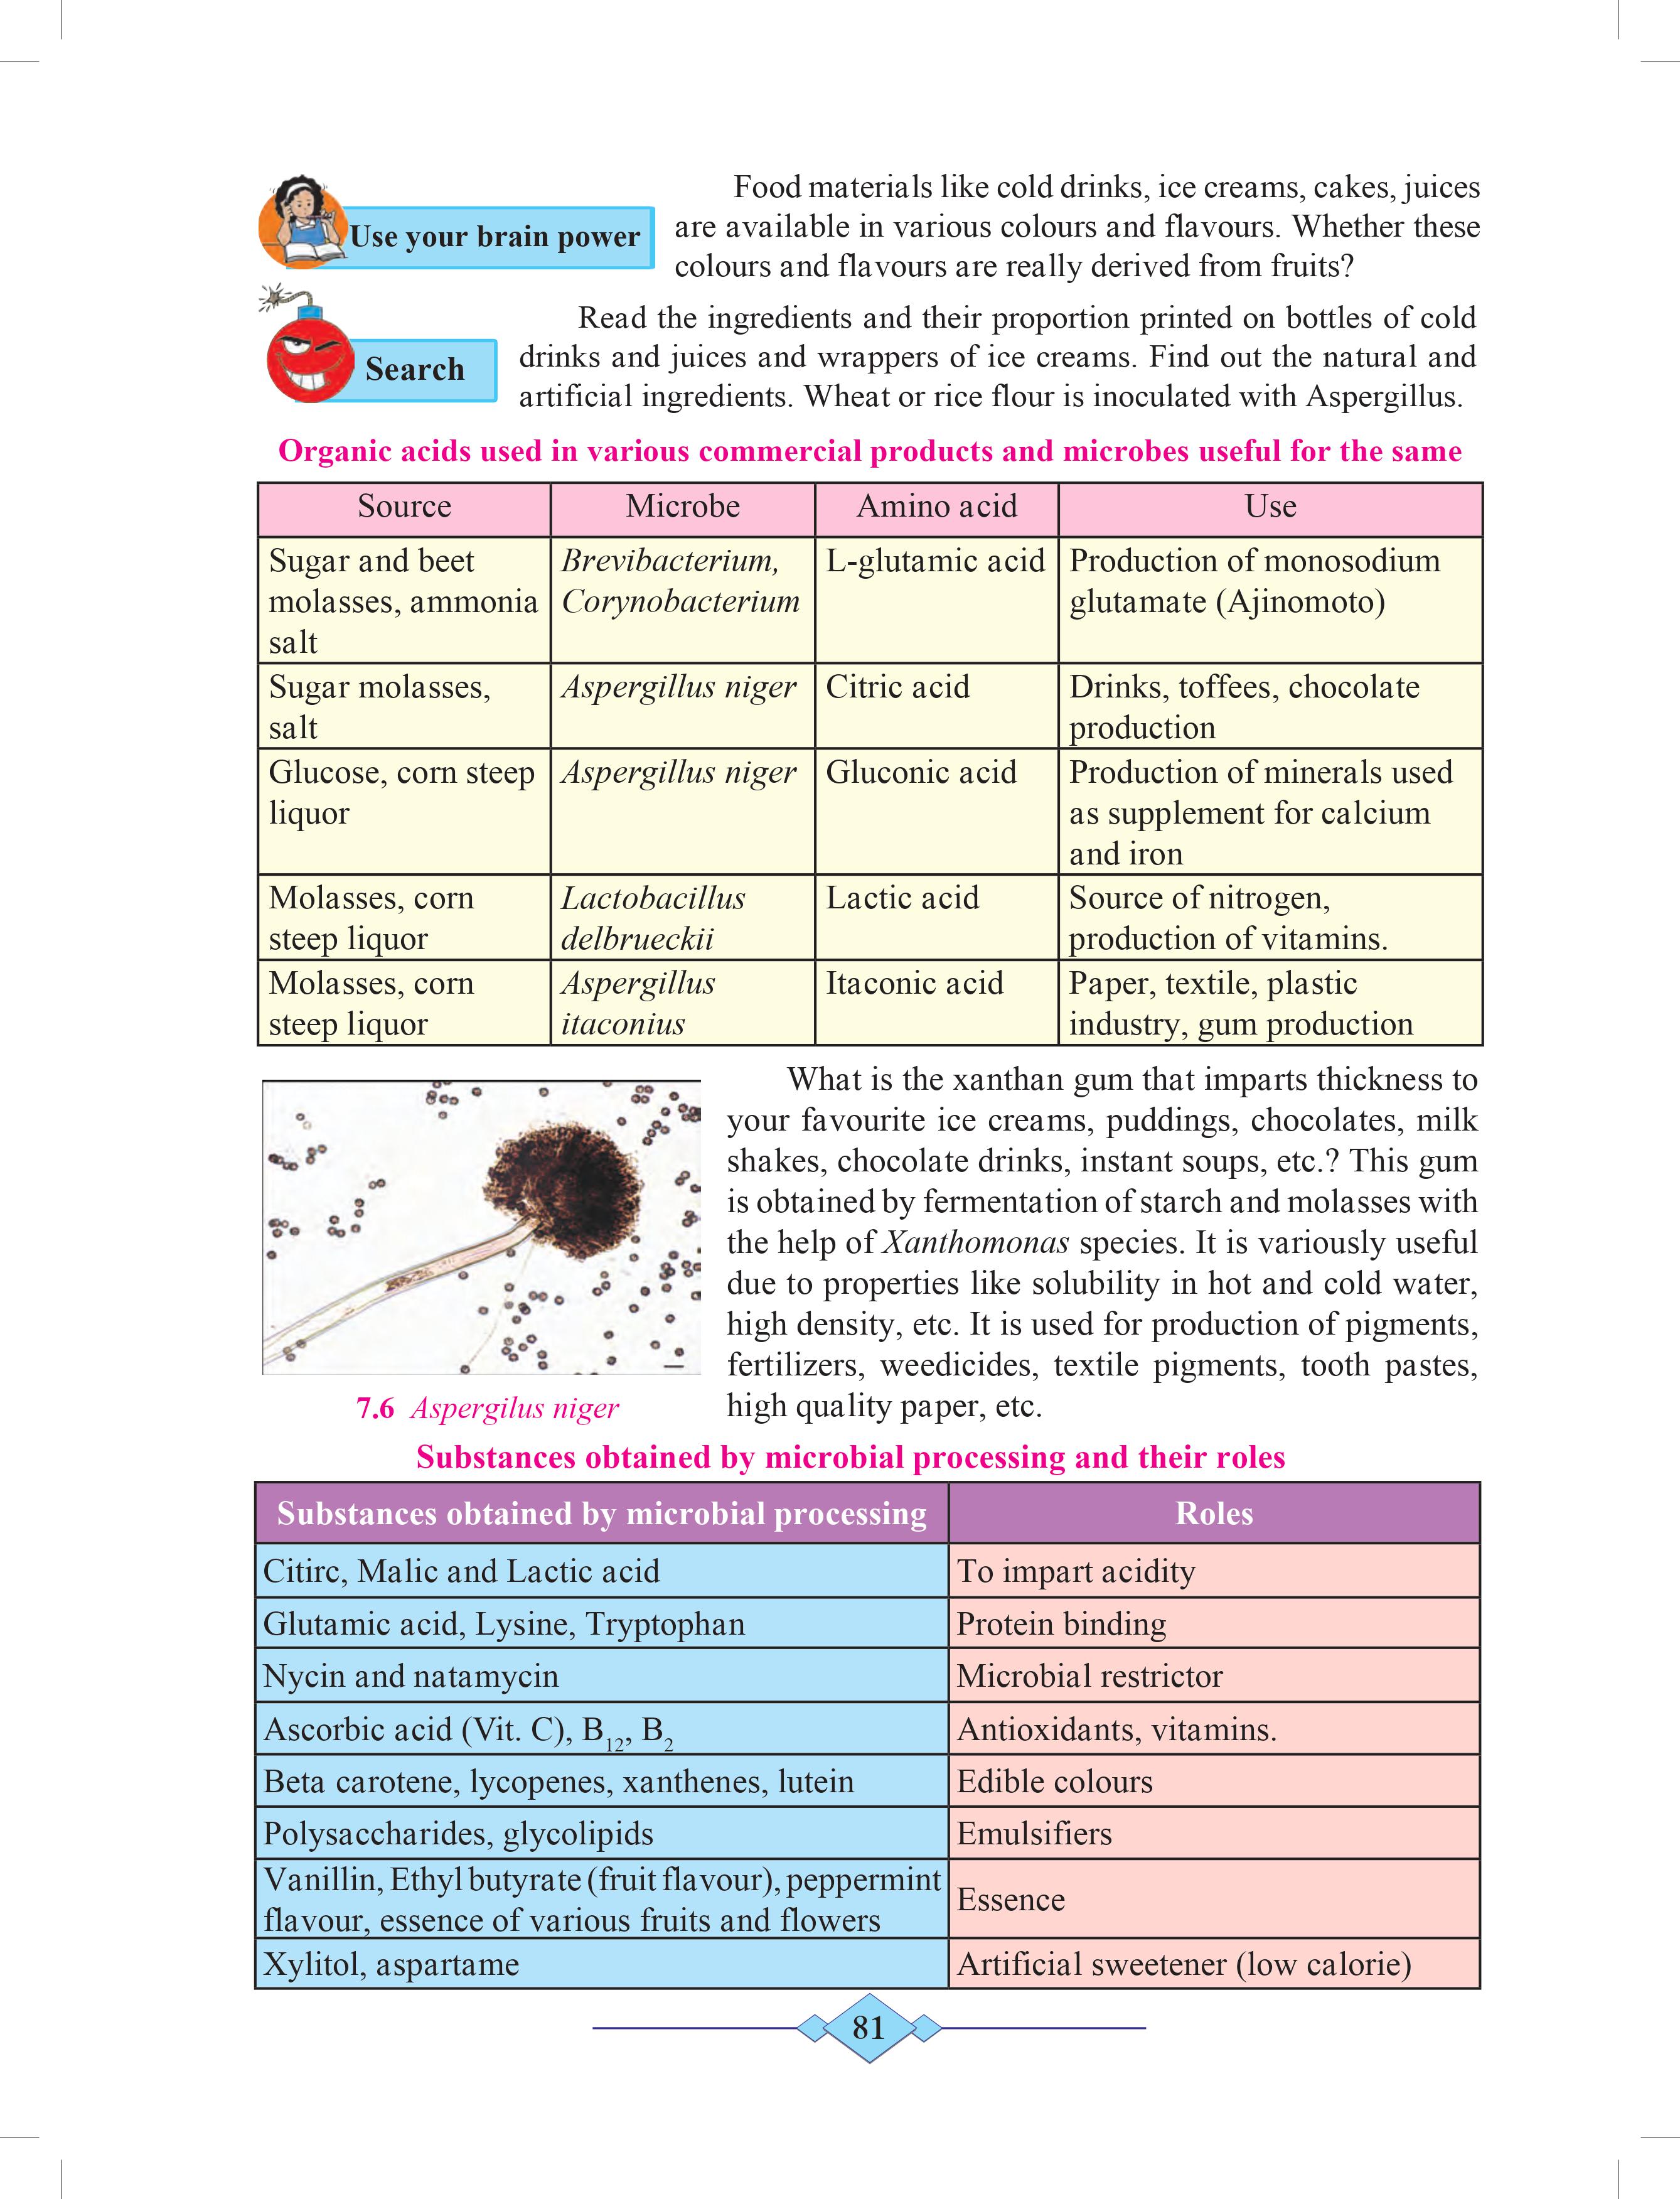 Use your brain power
Food materials like cold drinks, ice creams, cakes, juices
are available in various colours and flavours. Whether these
colours and flavours are really derived from fruits?
Search
Read the ingredients and their proportion printed on bottles of cold
drinks and juices and wrappers of ice creams. Find out the natural and
artificial ingredients. Wheat or rice flour is inoculated with Aspergillus.
Organic acids used in various commercial products and microbes useful for the same
Source Microbe Amino acid Use
Sugar and beet
molasses, ammonia
salt
Brevibacterium,
Corynobacterium
L-glutamic acid
Production of monosodium
glutamate (Ajinomoto)
Sugar molasses,
salt
Aspergillus niger
Citric acid
Drinks, toffees, chocolate
production
Glucose, corn steep
liquor
Aspergillus niger
Gluconic acid
Production of minerals used
as supplement for calcium
and iron
Molasses, corn
steep liquor
Lactobacillus
delbrueckii
Lactic acid
Source of nitrogen,
production of vitamins.
Molasses, corn
steep liquor
Aspergillus
itaconius
Itaconic acid
Paper, textile, plastic
industry, gum production
What is the xanthan gum that imparts thickness to
your favourite ice creams, puddings, chocolates, milk
shakes, chocolate drinks, instant soups, etc.? This gum
is obtained by fermentation of starch and molasses with
the help of Xanthomonas species. It is variously useful
due to properties like solubility in hot and cold water,
high density, etc. It is used for production of pigments,
fertilizers, weedicides, textile pigments, tooth pastes,
high quality paper, etc.
7.6 Aspergilus niger
Substances obtained by microbial processing and their roles
Substances obtained by microbial processing Roles
Citirc, Malic and Lactic acid To impart acidity
Glutamic acid, Lysine, Tryptophan Protein binding
Nycin and natamycin Microbial restrictor
Ascorbic acid (Vit. C), B12, B2 Antioxidants, vitamins.
Beta carotene, lycopenes, xanthenes, lutein Edible colours
Polysaccharides, glycolipids Emulsifiers
Vanillin, Ethyl butyrate (fruit flavour), peppermint
flavour, essence of various fruits and flowers
Essence
Xylitol, aspartame Artificial sweetener (low calorie)
81